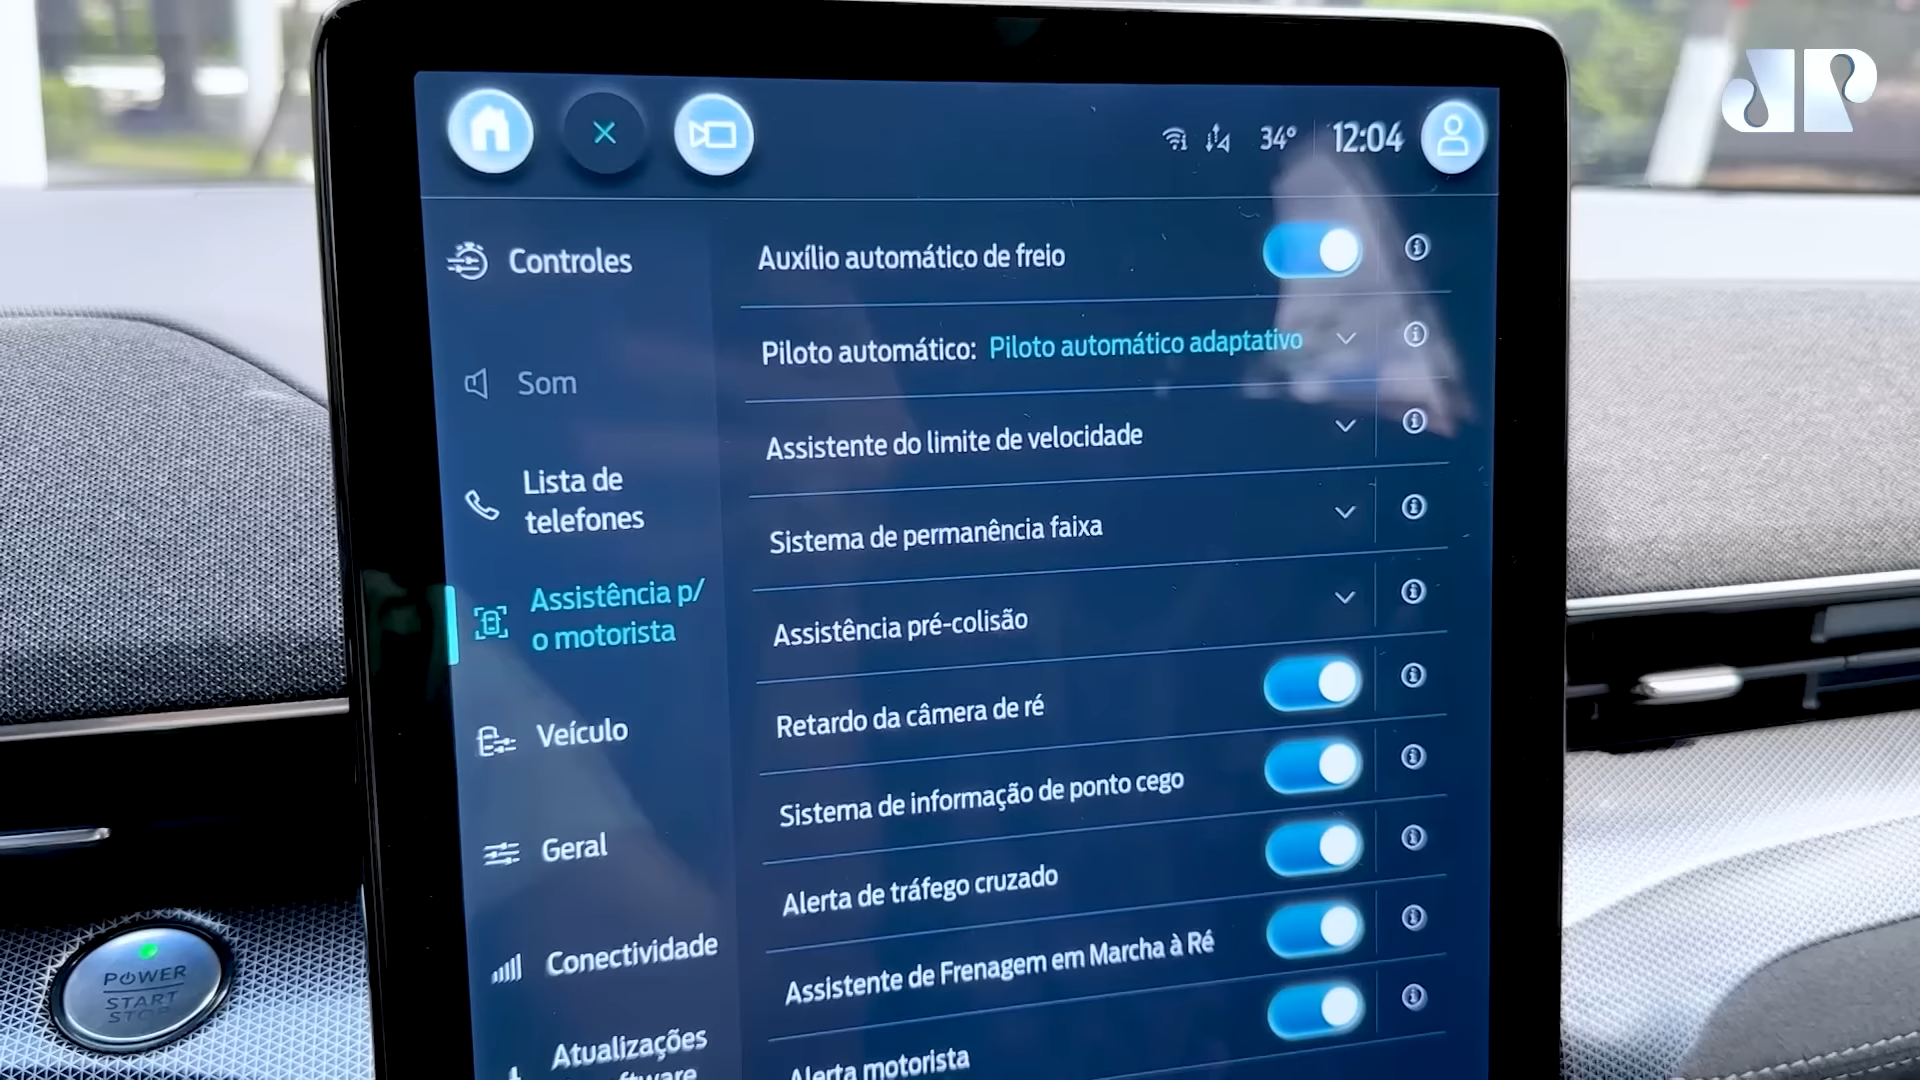 JP
34°
12:04
Controles
Som
Lista de
telefones
Assistência p/
o motorista
Veículo
Geral
Conectividade
Atualizações
Auxílio automático de freio
Piloto automático: Piloto automático adaptativo
Assistente do limite de velocidade
Sistema de permanência faixa
Assistência pré-colisão
Retardo da câmera de ré
Sistema de informação de ponto cego
Alerta de tráfego cruzado
Assistente de Frenagem em Marcha à Ré
Alerta motorista
POWER
START
STOP